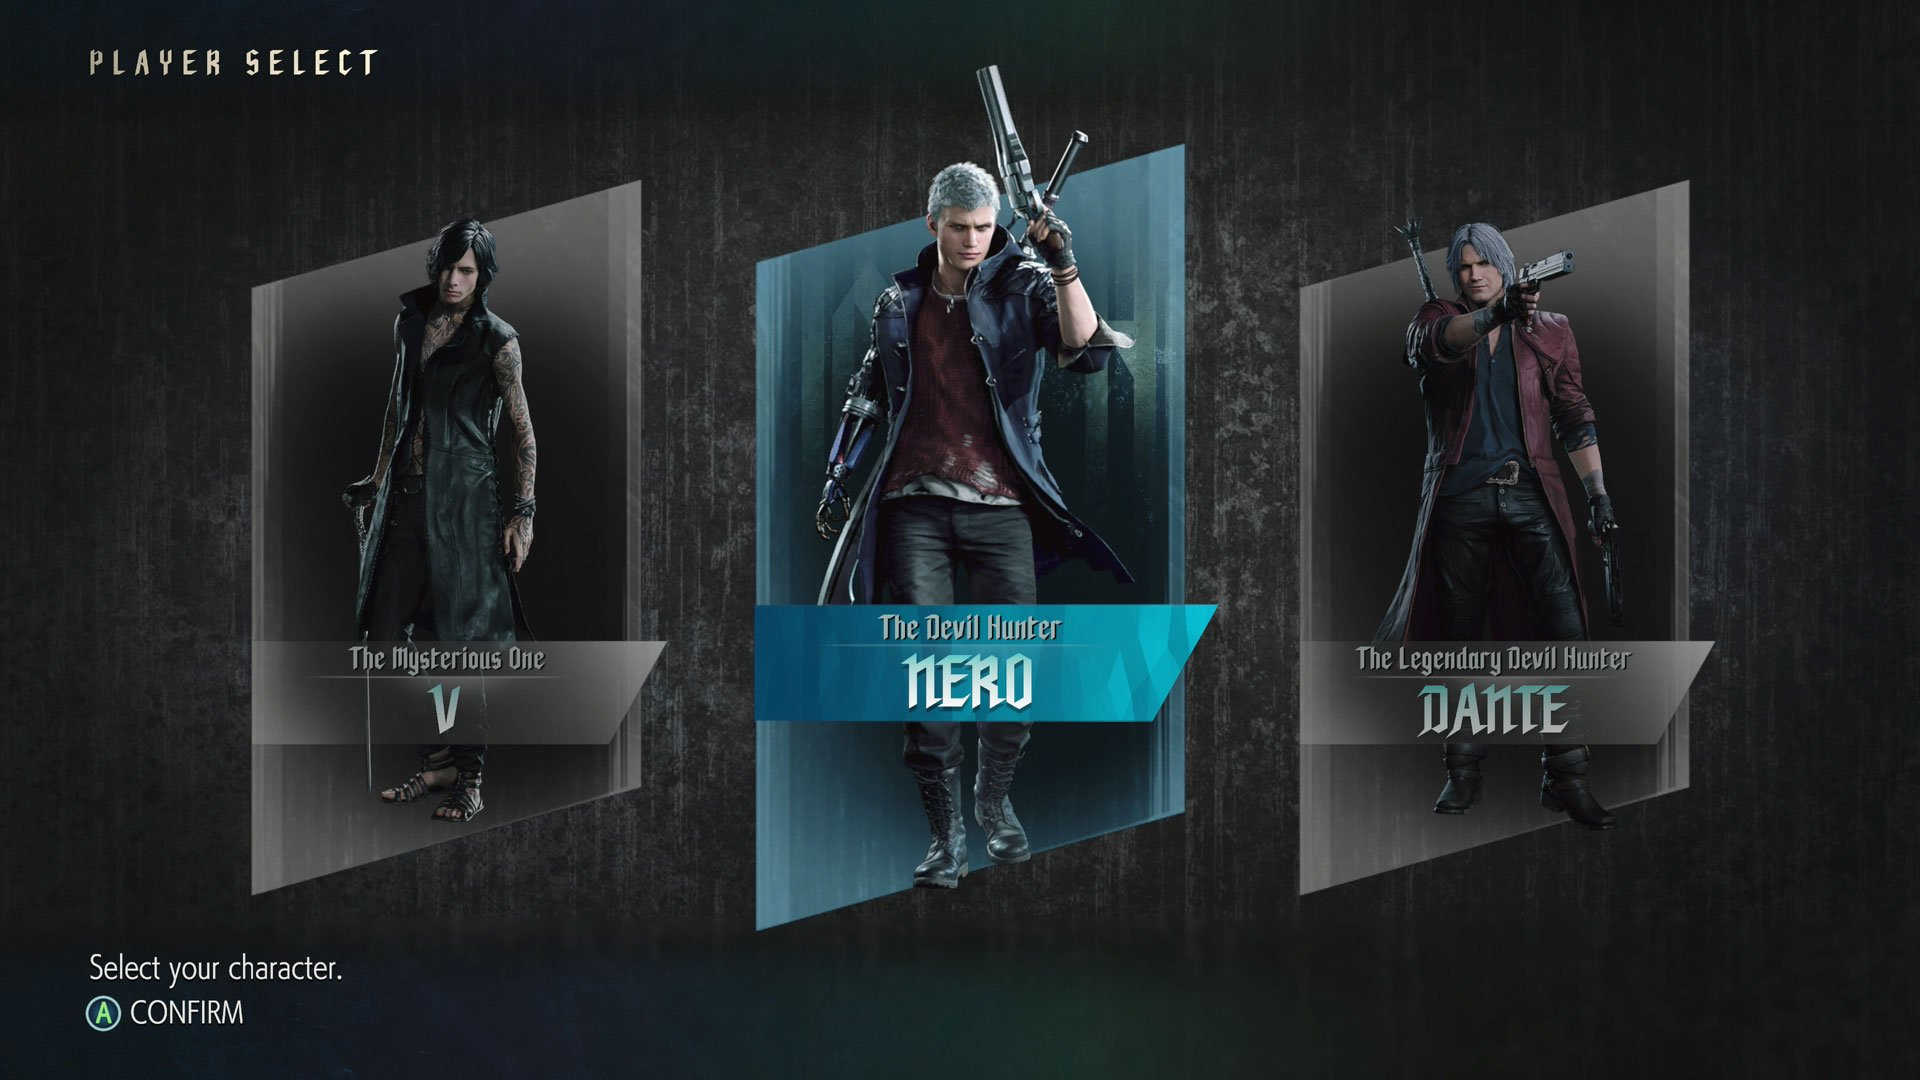 PLAYER SELECT
The Mysterious One
V
The Devil Hunter
NERO
The Legendary Devil Hunter
DANTE
Select your character.
A CONFIRM